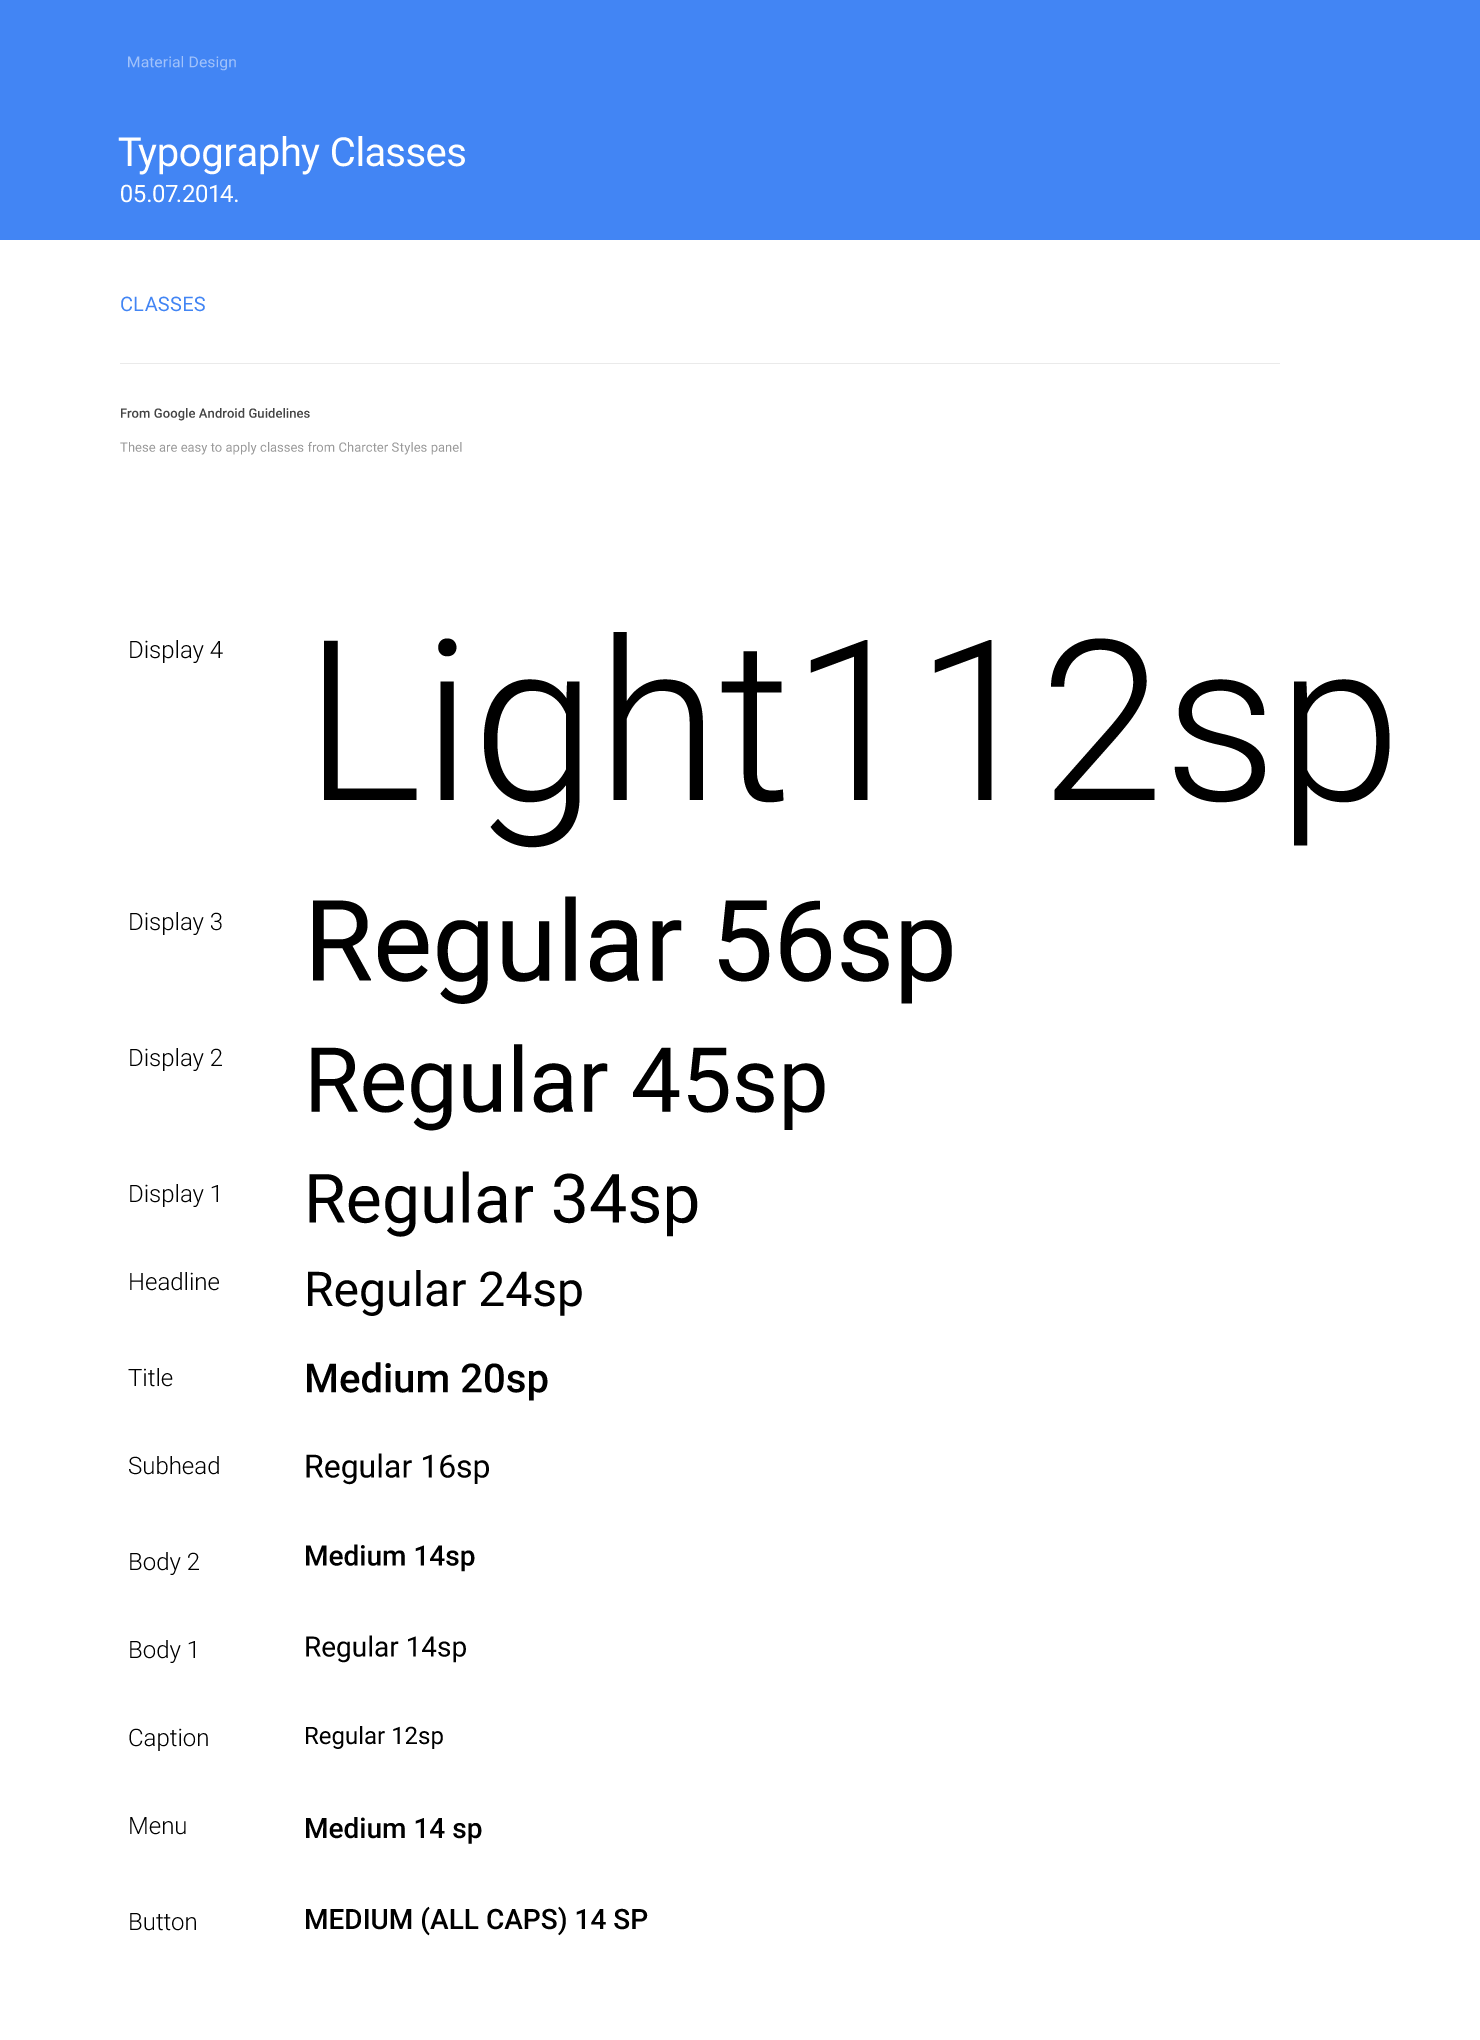 Material Design
Typography Classes
05.07.2014.
CLASSES
From Google Android Guidelines
These are easy to apply classes from Charcter Styles panel
Display 4 Light112sp
Display 3 Regular 56sp
Display 2 Regular 45sp
Display 1 Regular 34sp
Headline Regular 24sp
Title Medium 20sp
Subhead Regular 16sp
Body 2 Medium 14sp
Body 1 Regular 14sp
Caption Regular 12sp
Menu Medium 14 sp
Button MEDIUM (ALL CAPS) 14 SP